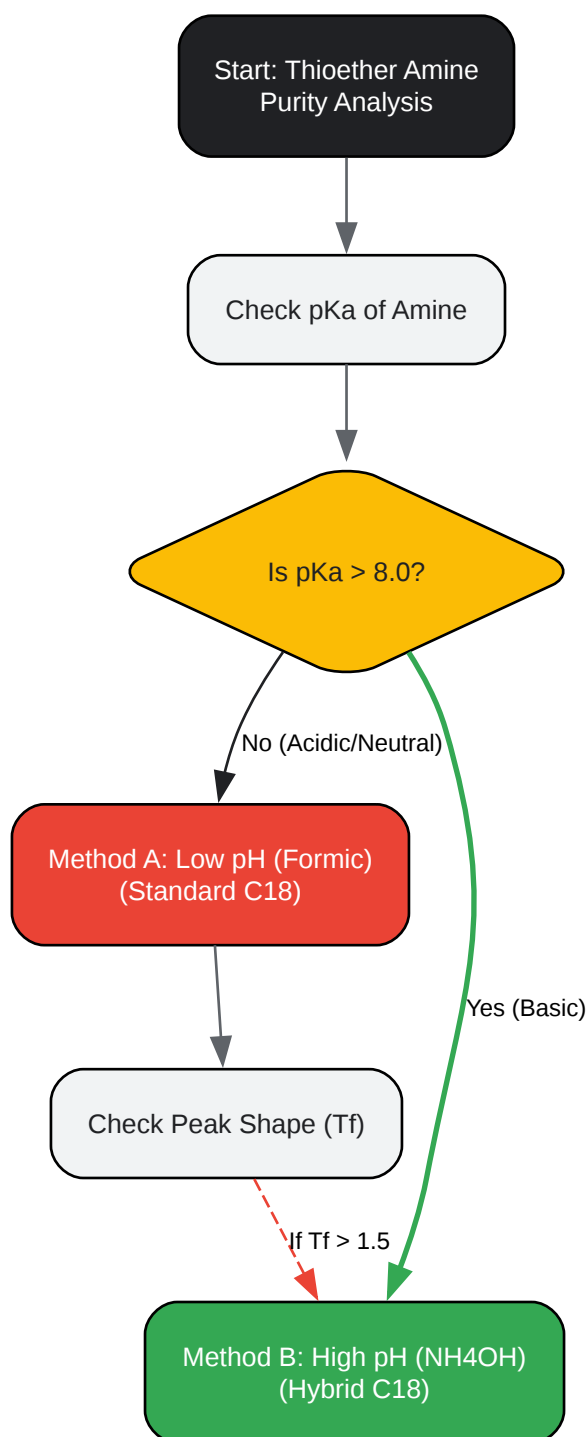 Start: Thioether Amine
Purity Analysis
Check pKa of Amine
Is pKa > 8.0?
No (Acidic/Neutral)
Method A: Low pH (Formic)
(Standard C18)
Yes (Basic)
Check Peak Shape (Tf)
If Tf > 1.5
Method B: High pH (NH4OH)
(Hybrid C18)